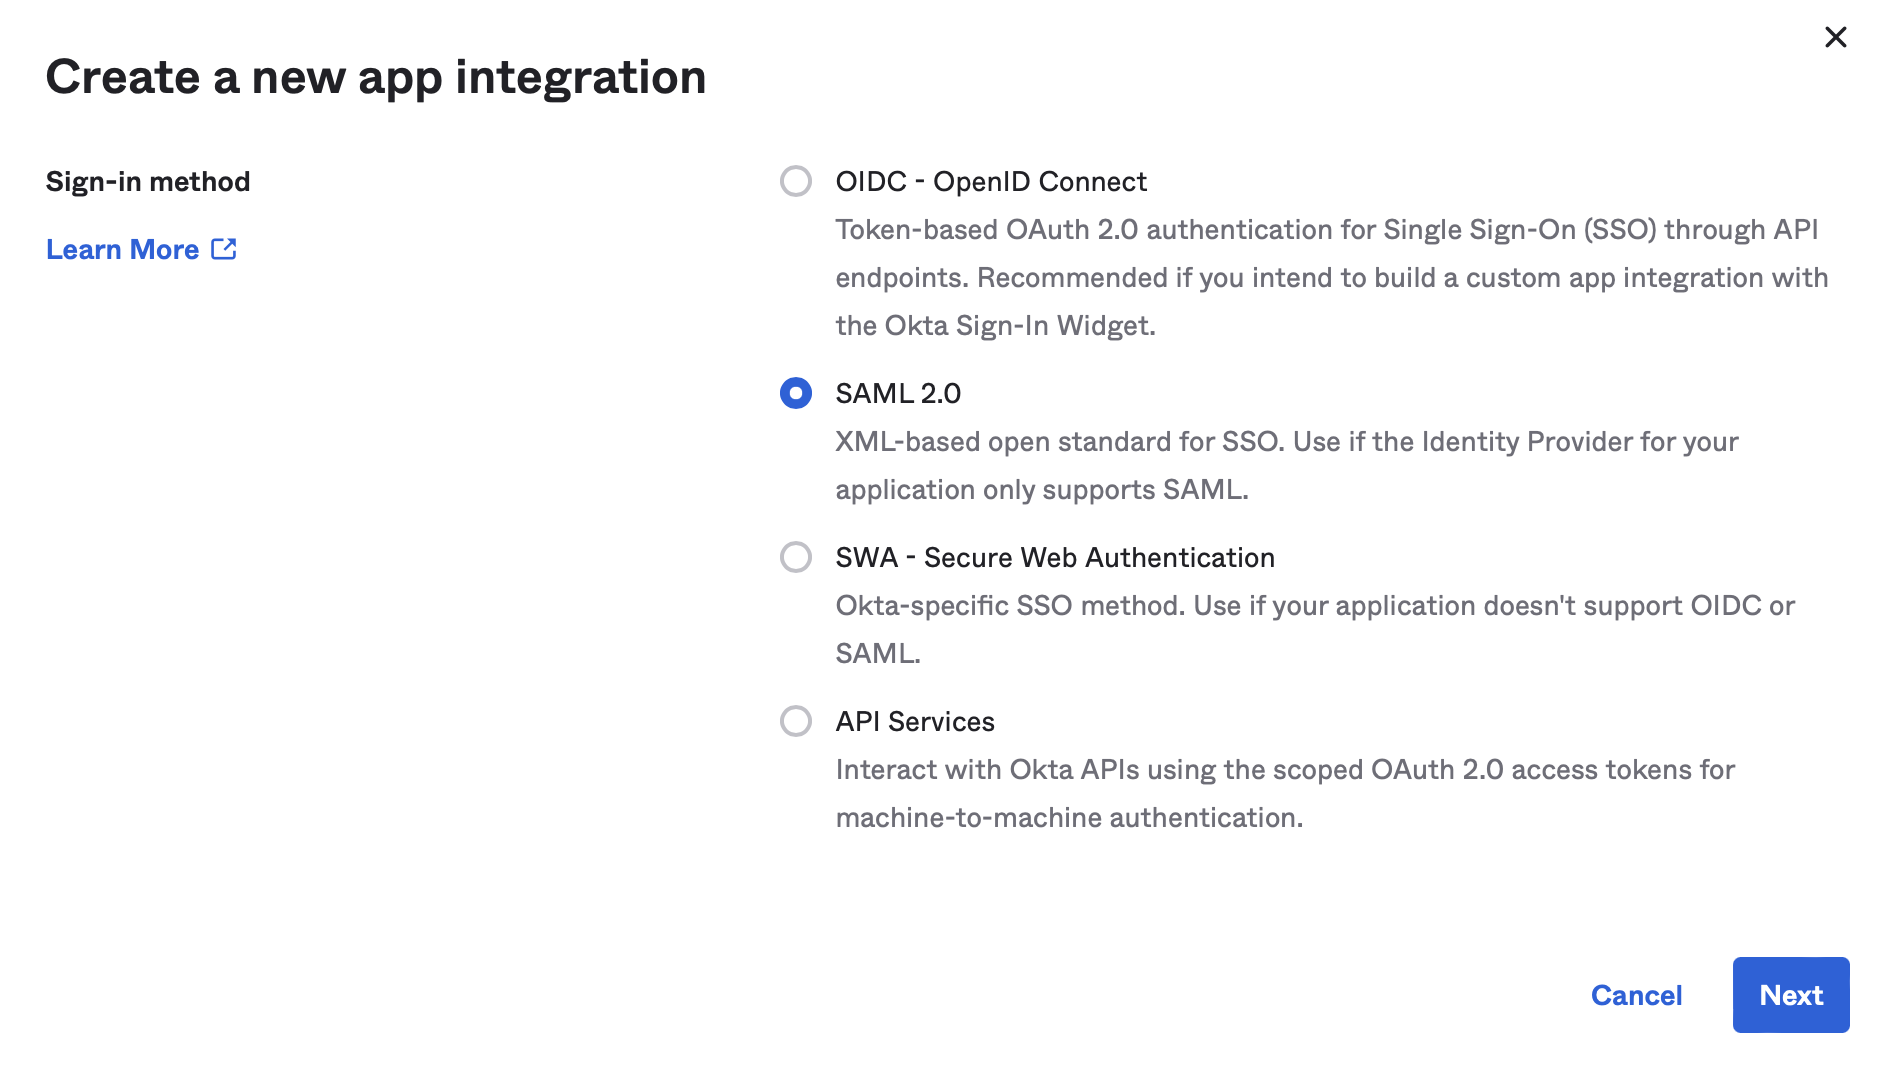 Create a new app integration
Sign-in method
Learn More
OIDC - OpenID Connect
Token-based OAuth 2.0 authentication for Single Sign-On (SSO) through API
endpoints. Recommended if you intend to build a custom app integration with
the Okta Sign-In Widget.
SAML 2.0
XML-based open standard for SSO. Use if the Identity Provider for your
application only supports SAML.
SWA - Secure Web Authentication
Okta-specific SSO method. Use if your application doesn't support OIDC or
SAML.
API Services
Interact with Okta APIs using the scoped OAuth 2.0 access tokens for
machine-to-machine authentication.
Cancel
Next